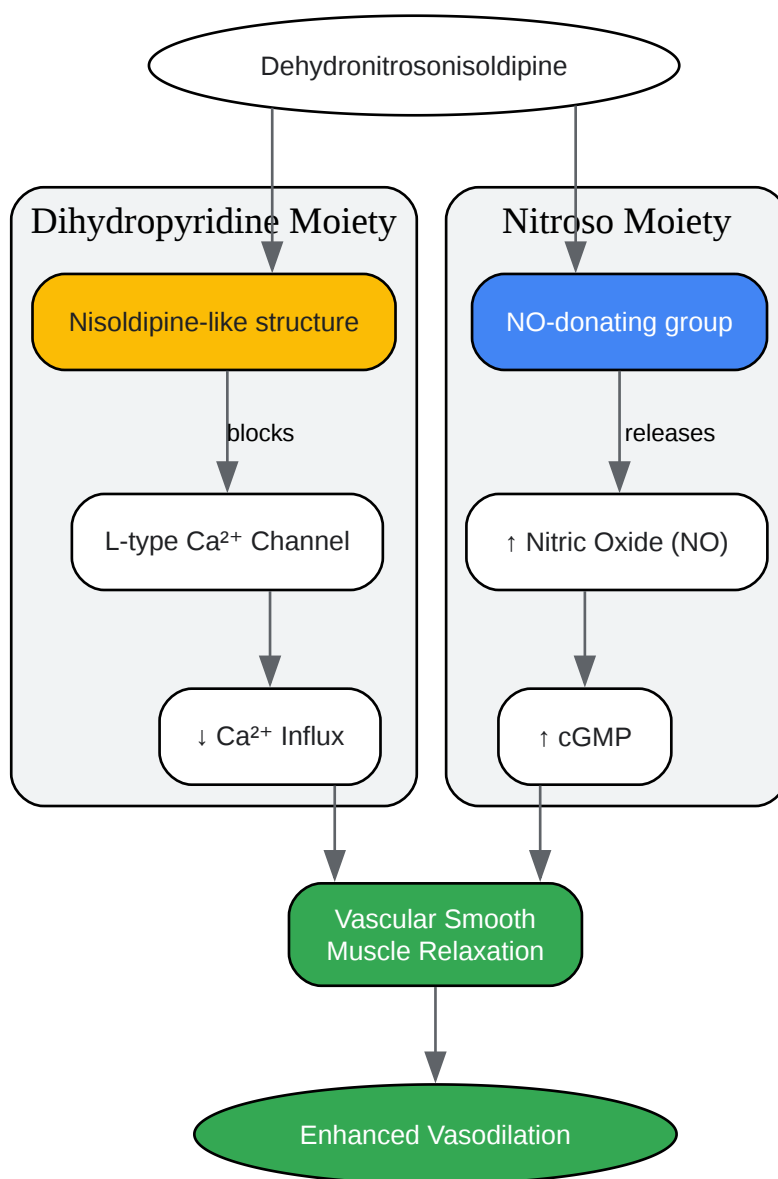 Dehydronitrosonisoldipine
Dihydropyridine Moiety
Nitroso Moiety
Nisoldipine-like structure
NO-donating group
blocks
releases
L-type Ca²⁺ Channel
↑ Nitric Oxide (NO)
↓ Ca²⁺ Influx
↑ cGMP
Vascular Smooth
Muscle Relaxation
Enhanced Vasodilation